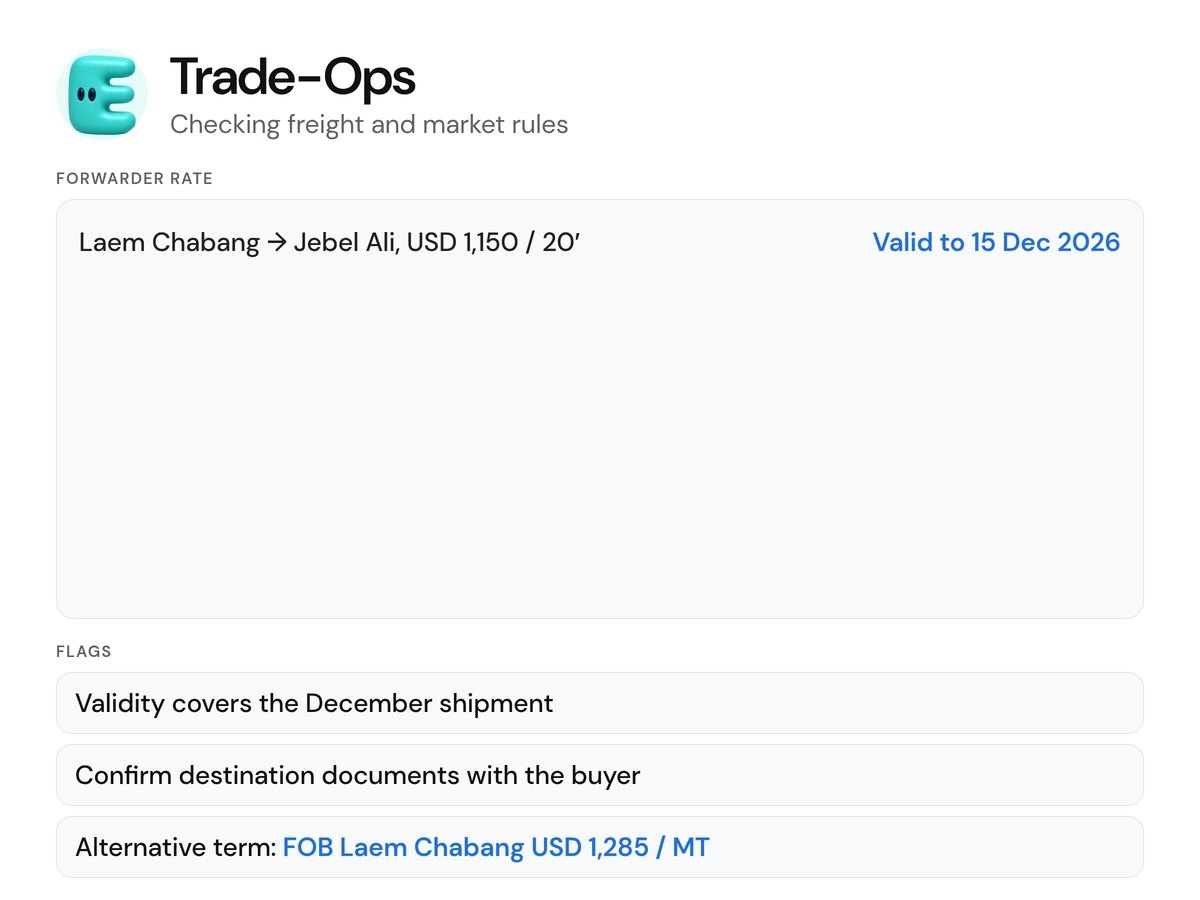 Trade-Ops
Checking freight and market rules
FORWARDER RATE
Laem Chabang → Jebel Ali, USD 1,150 / 20′
Valid to 15 Dec 2026
FLAGS
Validity covers the December shipment
Confirm destination documents with the buyer
Alternative term: FOB Laem Chabang USD 1,285 / MT